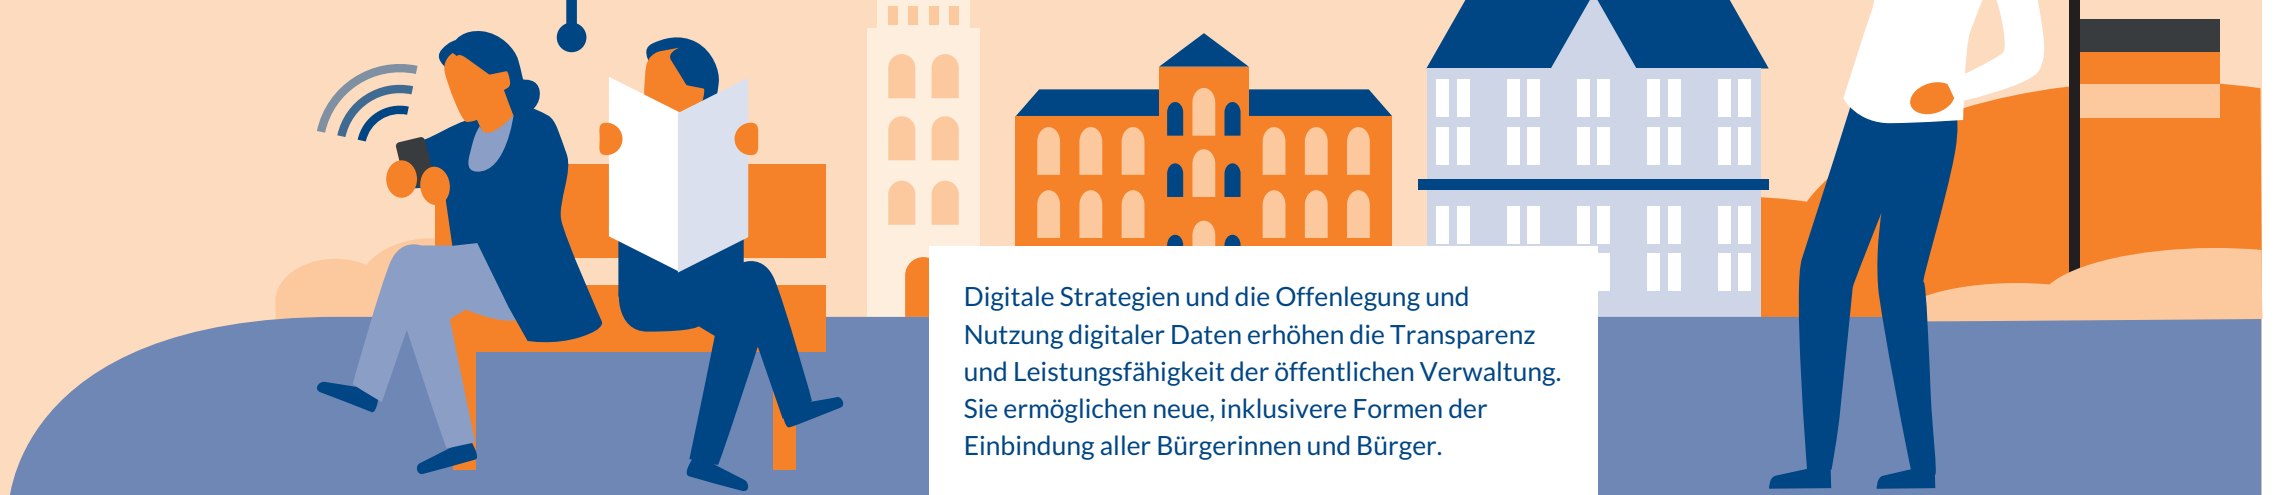 Digitale Strategien und die Offenlegung und
Nutzung digitaler Daten erhöhen die Transparenz
und Leistungsfähigkeit der öffentlichen Verwaltung.
Sie ermöglichen neue, inklusivere Formen der
Einbindung aller Bürgerinnen und Bürger.